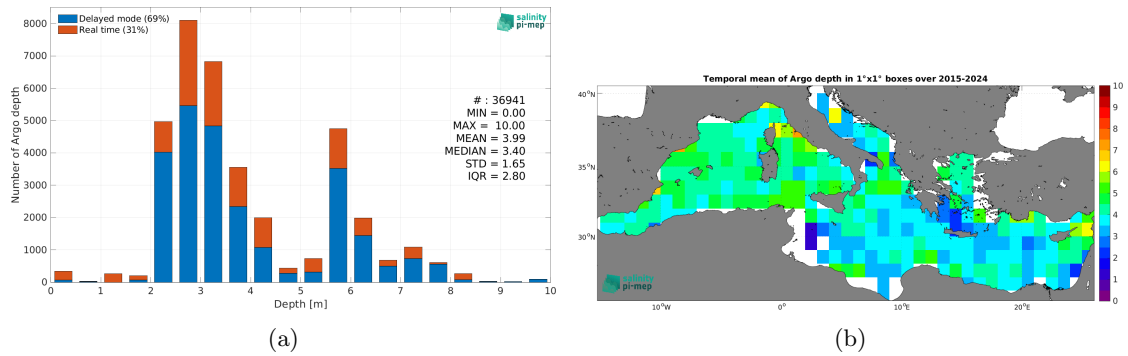 Delayed mode (69%)
Real time (31%)
salinity
pi-mep
8000
7000
6000
5000
4000
3000
2000
1000
0
Number of Argo depth
# : 36941
MIN = 0.00
MAX = 10.00
MEAN = 3.99
MEDIAN = 3.40
STD = 1.65
IQR = 2.80
0 1 2 3 4 5 6 7 8 9 10
Depth [m]
(a)
Temporal mean of Argo depth in 1°x1° boxes over 2015-2024
40°N
35°N
30°N
10°W 0° 10°E 20°E
10
9
8
7
6
5
4
3
2
1
0
salinity
pi-mep
(b)